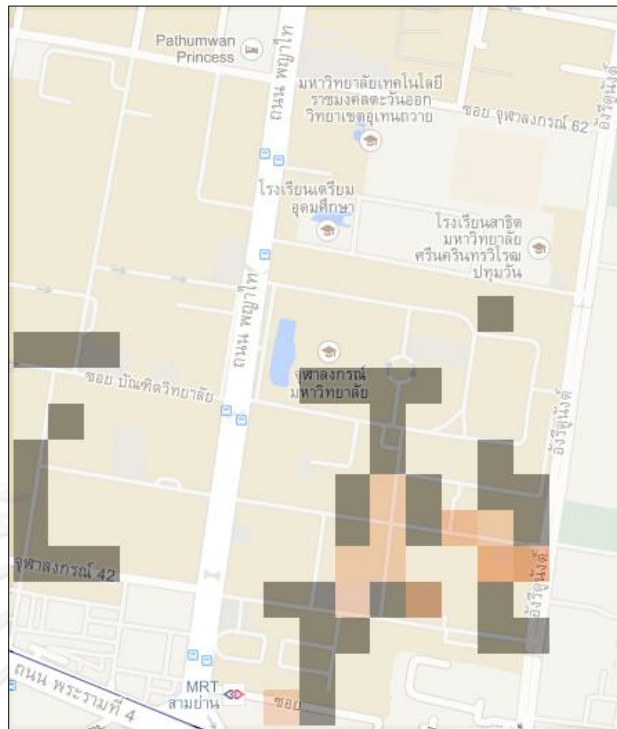 Pathumwan
Princess
ถนน พญาไท
มหาวิทยาลัยเทคโนโลยี
ราชมงคลตะวันออก
วิทยาเขตอุเทนถวาย
ซอย จุฬาลงกรณ์ 62
อังรีดูนังต์
โรงเรียนเตรียม
อุดมศึกษา
โรงเรียนสาธิต
มหาวิทยาลัย
ศรีนครินทรวิโรฒ
ปทุมวัน
ถนน พญาไท
จุฬาลงกรณ์
มหาวิทยาลัย
ซอย บัณฑิตวิทยาลัย
อังรีดูนังต์
จุฬาลงกรณ์ 42
อังรีดูนังต์
MRT
สามย่าน
ซอย
ถนน พระรามที่ 4